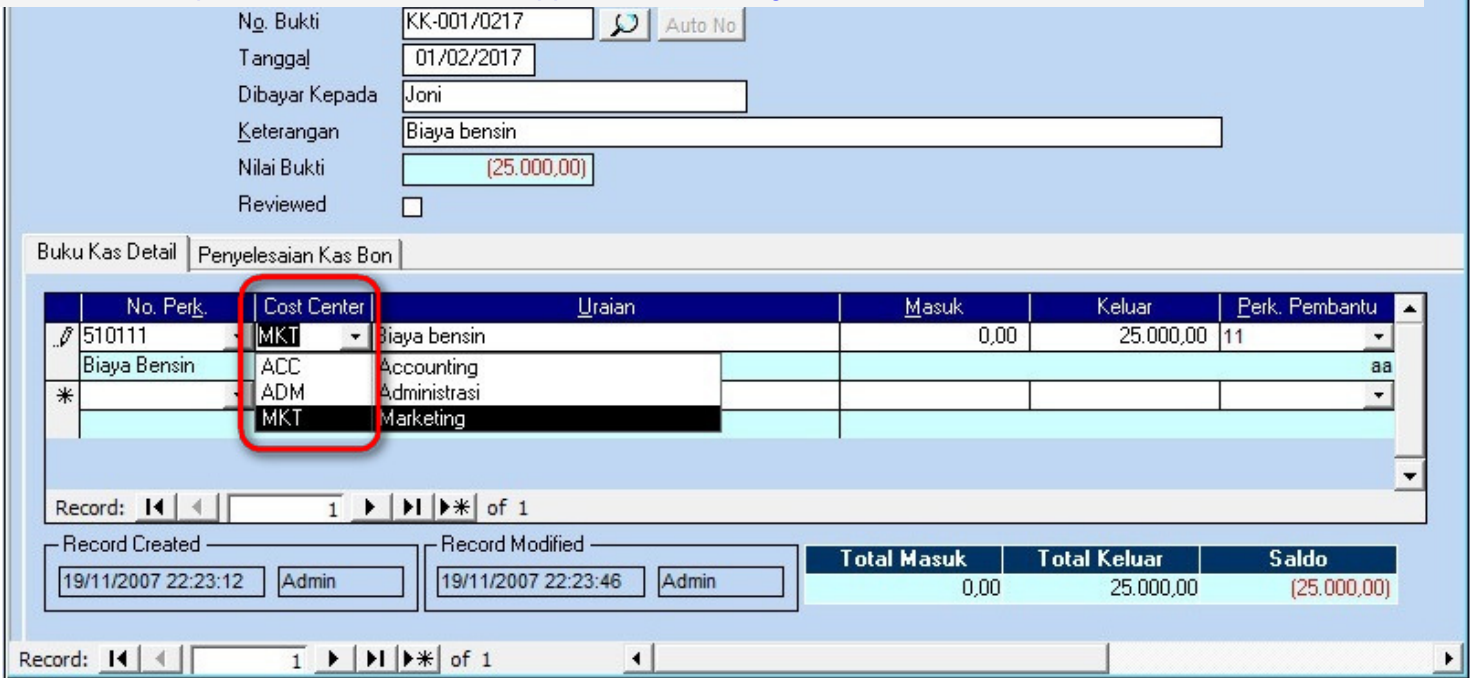 No. Bukti KK-001/0217 Auto No
Tanggal 01/02/2017
Dibayar Kepada Joni
Keterangan Biaya bensin
Nilai Bukti (25.000,00)
Reviewed
Buku Kas Detail Penyelesaian Kas Bon
No. Perk. Cost Center Uraian Masuk Keluar Perk. Pembantu
510111 MKT Biaya bensin 0,00 25.000,00 11
Biaya Bensin ACC Accounting aa
ADM Administrasi
MKT Marketing
Record: 1 of 1
Record Created Record Modified Total Masuk Total Keluar Saldo
19/11/2007 22:23:12 Admin 19/11/2007 22:23:46 Admin 0,00 25.000,00 (25.000,00)
Record: 1 of 1